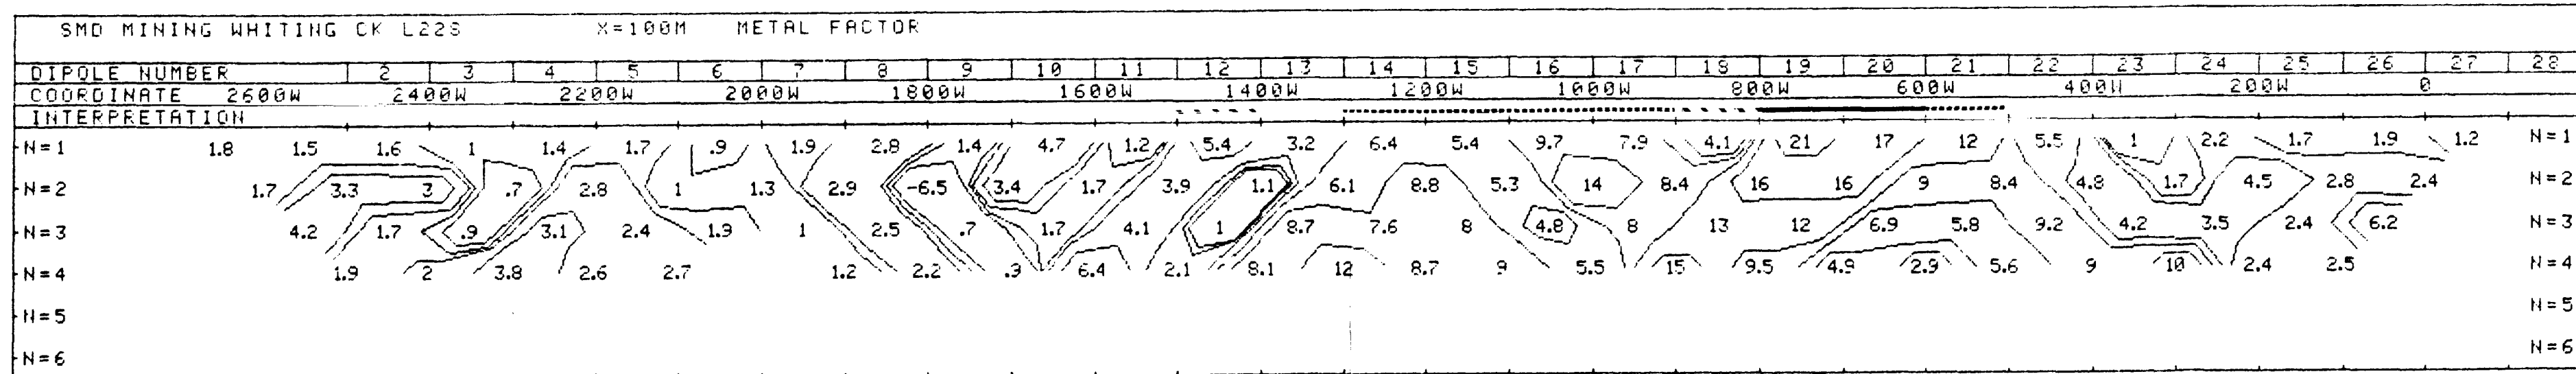 SMD MINING WHITING CK L22S X=100M METAL FACTOR
DIPOLE NUMBER 2 3 4 5 6 7 8 9 10 11 12 13 14 15 16 17 18 19 20 21 22 23 24 25 26 27 28
COORDINATE 2600W 2400W 2200W 2000W 1800W 1600W 1400W 1200W 1000W 800W 600W 400W 200W 0
INTERPRETATION
N=1 1.8 1.5 1.6 1 1.4 1.7 .9 1.9 2.8 1.4 4.7 1.2 5.4 3.2 6.4 5.4 9.7 7.9 4.1 21 17 12 5.5 1 2.2 1.7 1.9 1.2 N=1
N=2 1.7 3.3 3 .7 2.8 1 1.3 2.9 -6.5 3.4 1.7 3.9 1.1 6.1 8.8 5.3 14 8.4 16 16 9 8.4 4.8 1.7 4.5 2.8 2.4 N=2
N=3 4.2 1.7 .9 3.1 2.4 1.9 1 2.5 .7 1.7 4.1 1 8.7 7.6 8 4.8 8 13 12 6.9 5.8 9.2 4.2 3.5 2.4 6.2 N=3
N=4 1.9 2 3.8 2.6 2.7 1.2 2.2 .9 6.4 2.1 8.1 12 8.7 9 5.5 15 9.5 4.9 2.9 5.6 9 10 2.4 2.5 N=4
N=5 N=5
N=6 N=6